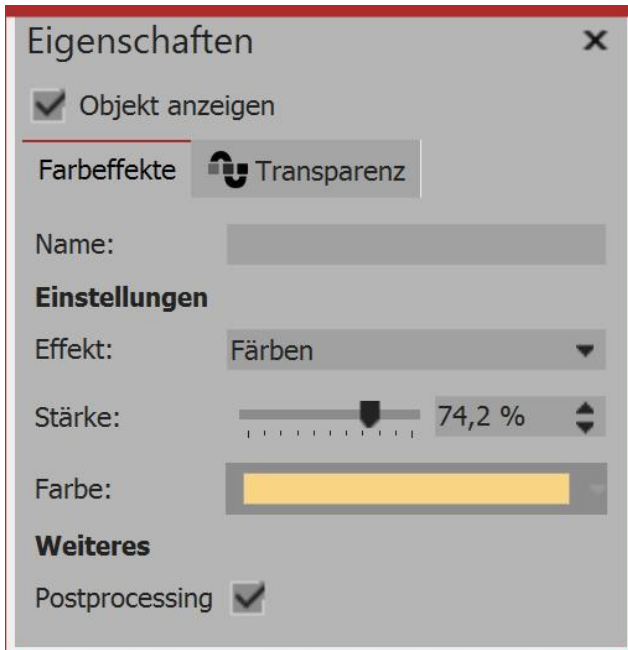 Eigenschaften
Objekt anzeigen
Farbeffekte Transparenz
Name:
Einstellungen
Effekt: Färben
Stärke: 74,2 %
Farbe:
Weiteres
Postprocessing